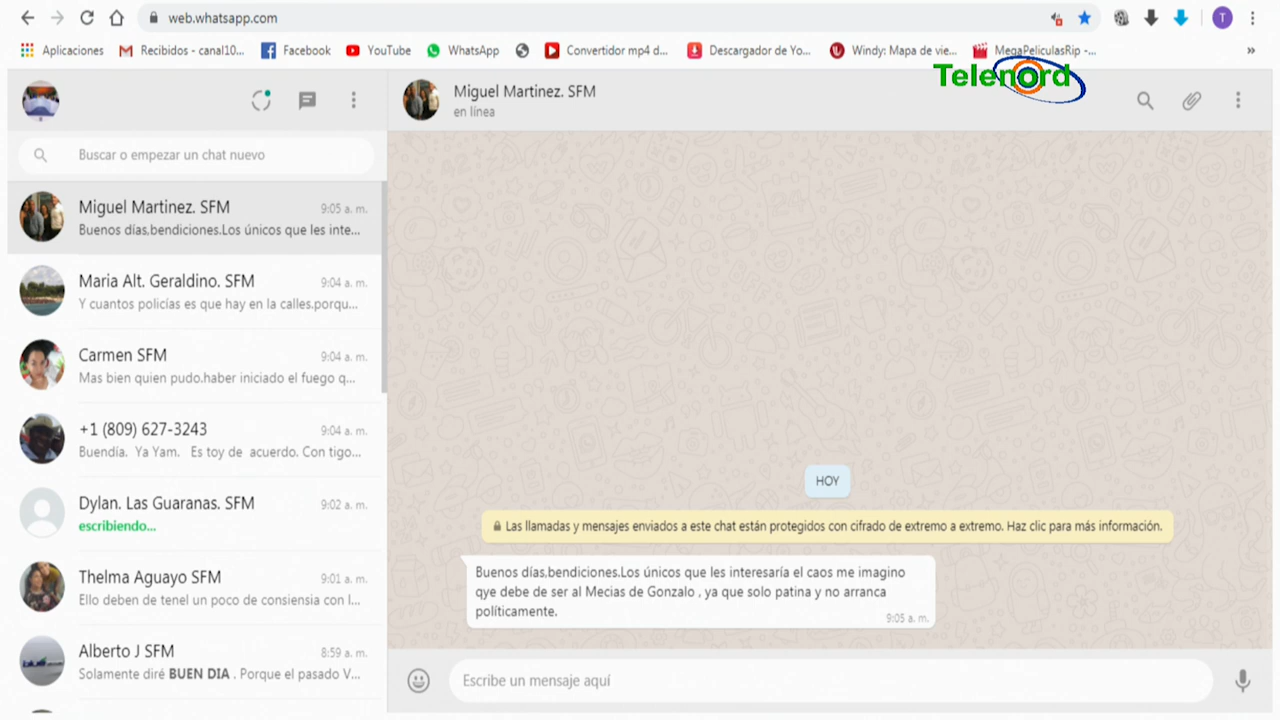 web.whatsapp.com
T
Aplicaciones
Recibidos - canal10...
Facebook
YouTube
WhatsApp
Convertidor mp4 d...
Descargador de Yo...
Windy: Mapa de vie...
MegaPeliculasRip -...
»
Telenord
Miguel Martinez. SFM
en línea
Buscar o empezar un chat nuevo
Miguel Martinez. SFM
9:05 a. m.
Buenos días,bendiciones.Los únicos que les inte...
Maria Alt. Geraldino. SFM
9:04 a. m.
Y cuantos policías es que hay en la calles.porqu...
Carmen SFM
9:04 a. m.
Mas bien quien pudo.haber iniciado el fuego q...
+1 (809) 627-3243
9:04 a. m.
Buendía. Ya Yam. Es toy de acuerdo. Con tigo...
Dylan. Las Guaranas. SFM
9:02 a. m.
escribiendo...
Thelma Aguayo SFM
9:01 a. m.
Ello deben de tenel un poco de consiensia con l...
Alberto J SFM
8:59 a. m.
Solamente diré BUEN DIA . Porque el pasado V...
HOY
Las llamadas y mensajes enviados a este chat están protegidos con cifrado de extremo a extremo. Haz clic para más información.
Buenos días,bendiciones.Los únicos que les interesaría el caos me imagino
qye debe de ser al Mecias de Gonzalo , ya que solo patina y no arranca
políticamente.
9:05 a. m.
Escribe un mensaje aquí